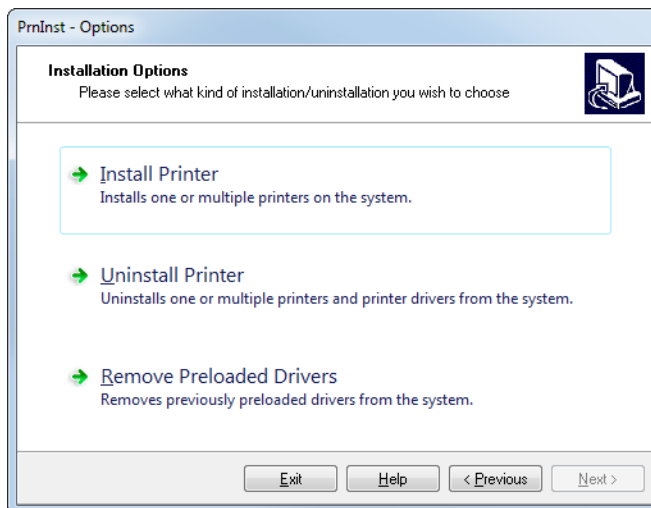 PrnInst - Options
Installation Options
Please select what kind of installation/uninstallation you wish to choose
Install Printer
Installs one or multiple printers on the system.
Uninstall Printer
Uninstalls one or multiple printers and printer drivers from the system.
Remove Preloaded Drivers
Removes previously preloaded drivers from the system.
Exit Help < Previous Next >